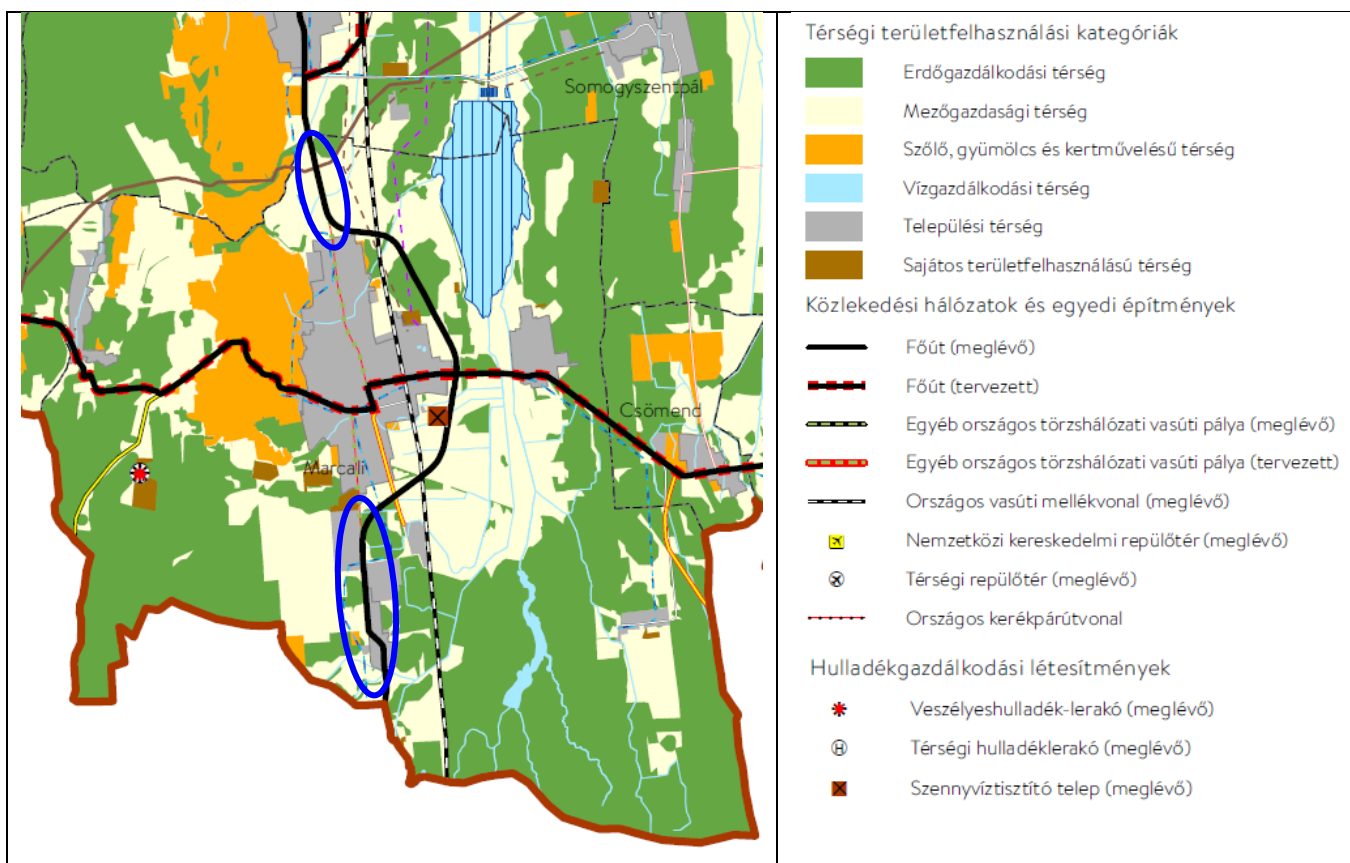 Somogyszentpál
Csömend
Marcali
Térségi területfelhasználási kategóriák
Erdőgazdálkodási térség
Mezőgazdasági térség
Szőlő, gyümölcs és kertművelésű térség
Vízgazdálkodási térség
Települési térség
Sajátos területfelhasználású térség
Közlekedési hálózatok és egyedi építmények
Főút (meglévő)
Főút (tervezett)
Egyéb országos törzshálózati vasúti pálya (meglévő)
Egyéb országos törzshálózati vasúti pálya (tervezett)
Országos vasúti mellékvonal (meglévő)
Nemzetközi kereskedelmi repülőtér (meglévő)
Térségi repülőtér (meglévő)
Országos kerékpárútvonal
Hulladékgazdálkodási létesítmények
Veszélyeshulladék-lerakó (meglévő)
H Térségi hulladéklerakó (meglévő)
Szennyvíztisztító telep (meglévő)